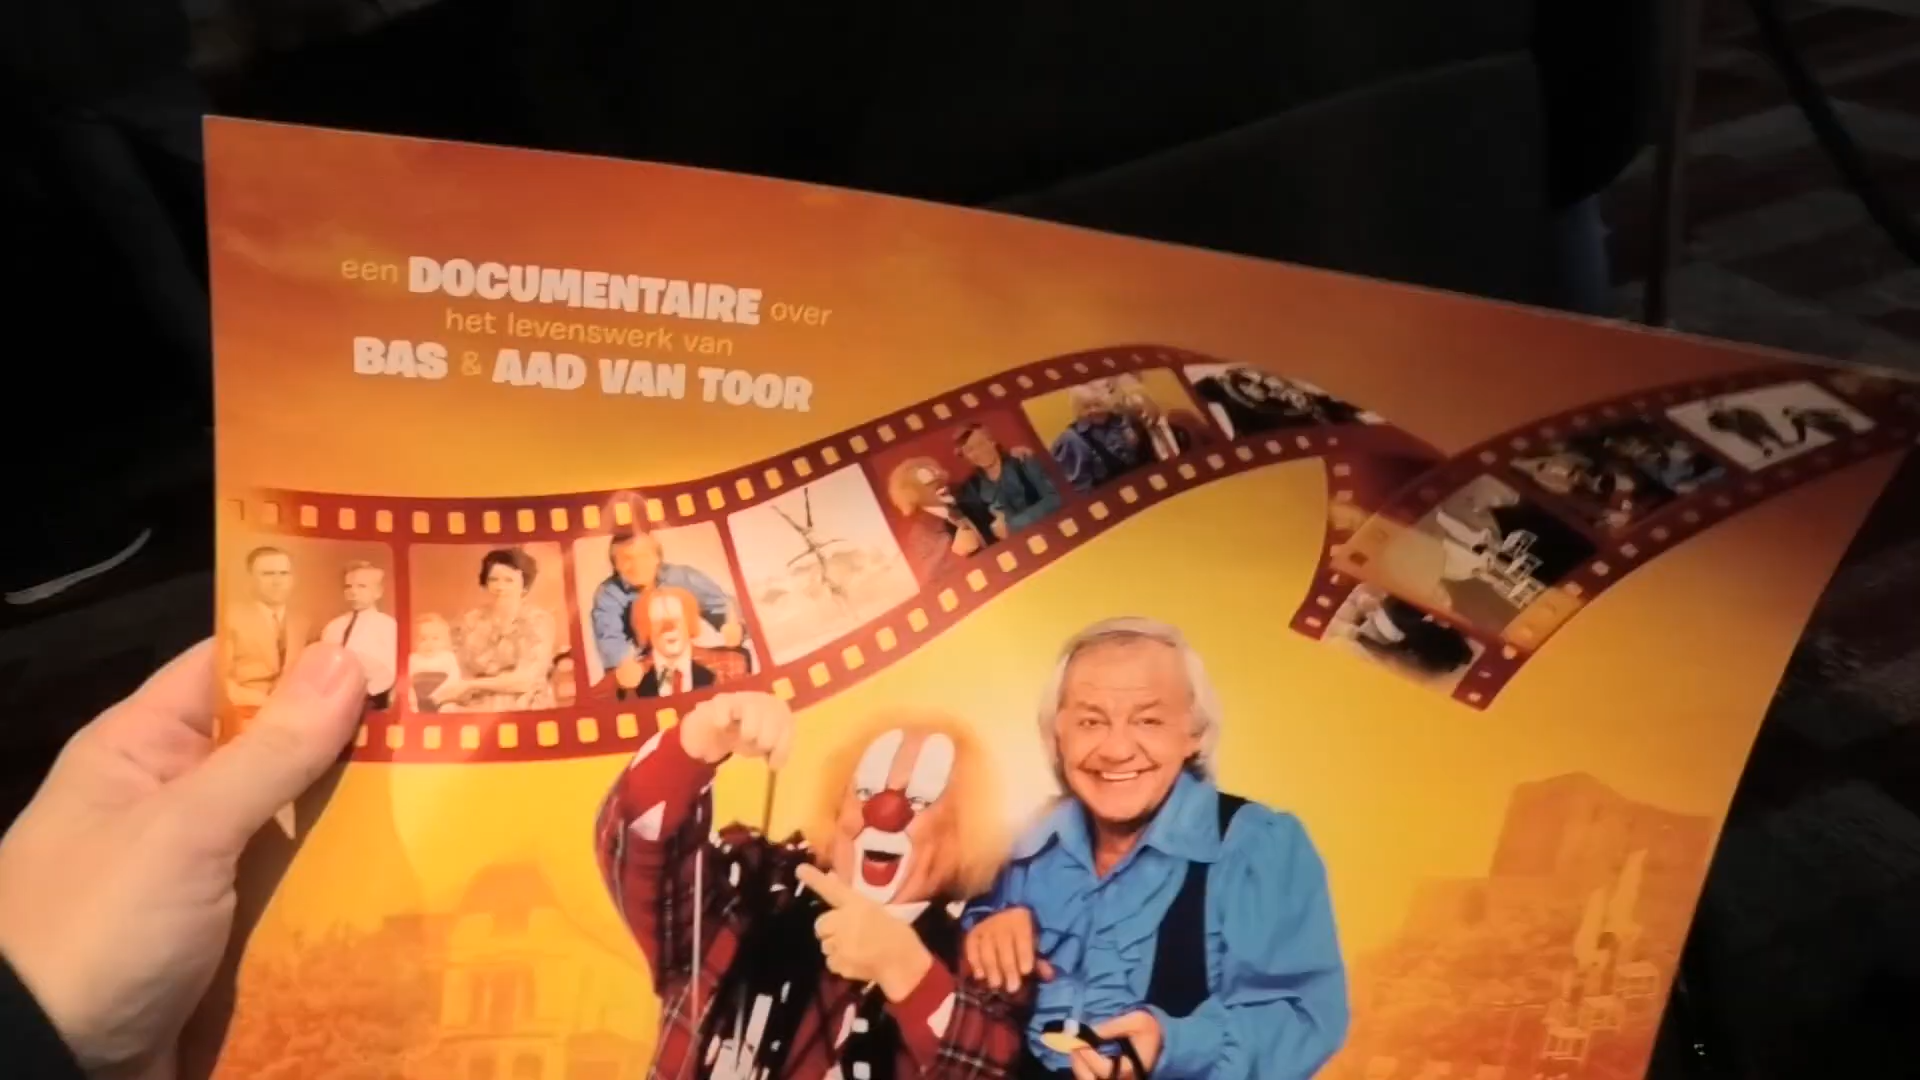 een DOCUMENTAIRE over
het levenswerk van
BAS & AAD VAN TOOR